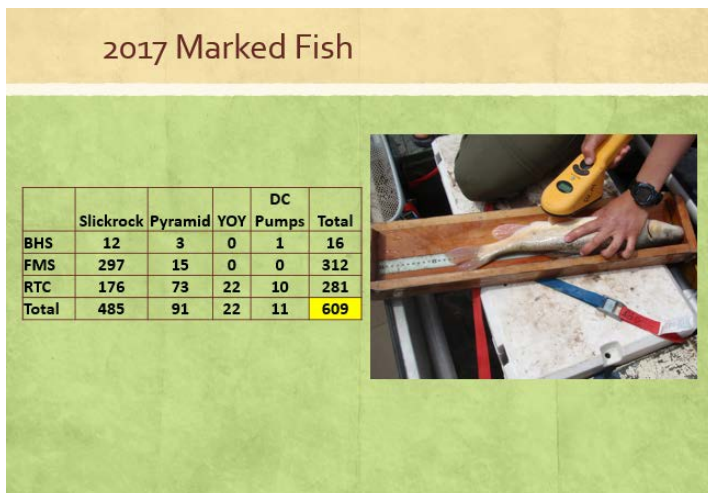 2017 Marked Fish
DC
Slickrock Pyramid YOY Pumps Total
BHS 12 3 0 1 16
FMS 297 15 0 0 312
RTC 176 73 22 10 281
Total 485 91 22 11 609